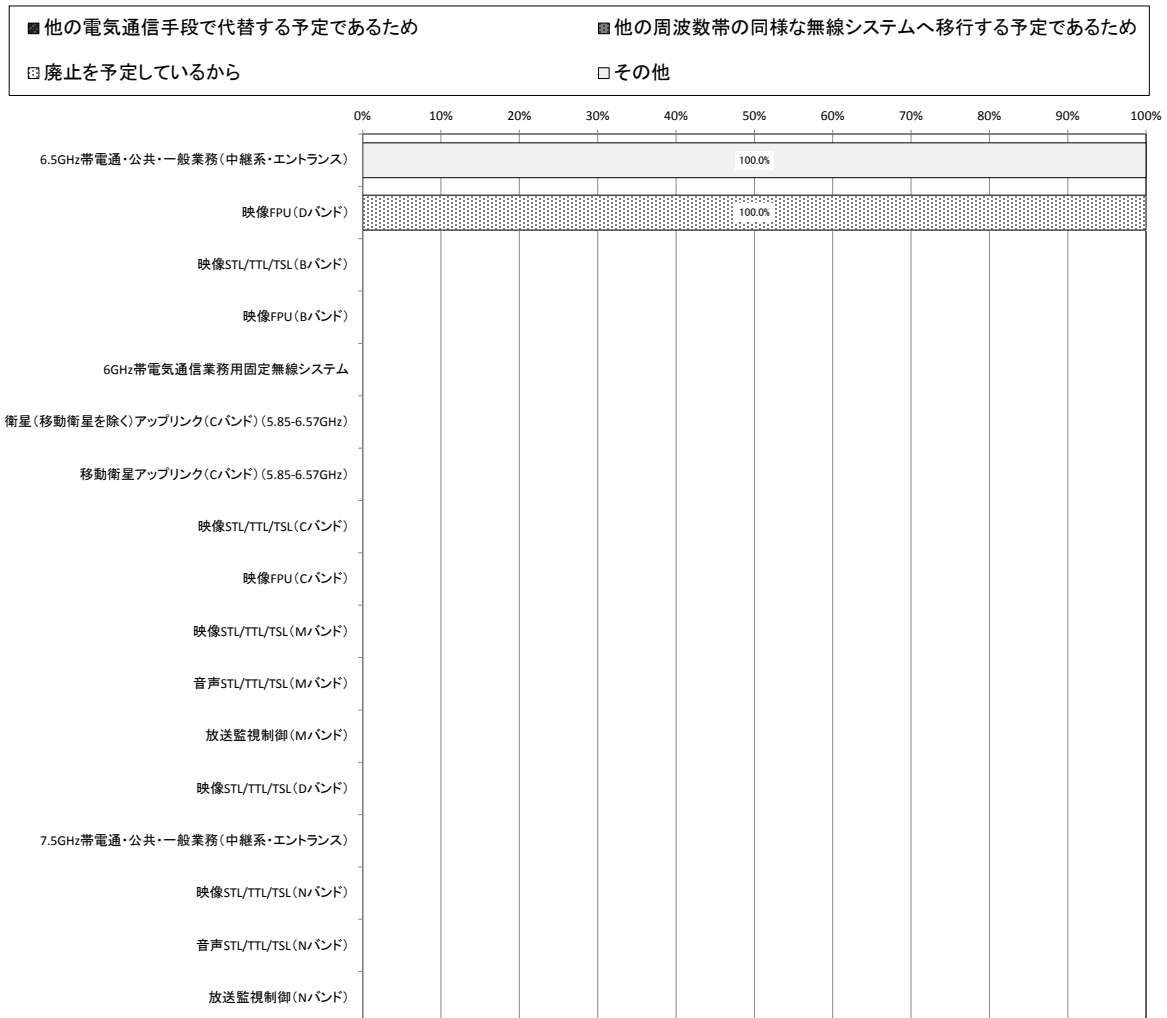 他の電気通信手段で代替する予定であるため
他の周波数帯の同様な無線システムへ移行する予定であるため
廃止を予定しているから
その他
0% 10% 20% 30% 40% 50% 60% 70% 80% 90% 100%
6.5GHz帯電通・公共・一般業務(中継系・エントランス)
100.0%
映像FPU(Dバンド)
100.0%
映像STL/TTL/TSL(Bバンド)
映像FPU(Bバンド)
6GHz帯電気通信業務用固定無線システム
衛星(移動衛星を除く)アップリンク(Cバンド)(5.85-6.57GHz)
移動衛星アップリンク(Cバンド)(5.85-6.57GHz)
映像STL/TTL/TSL(Cバンド)
映像FPU(Cバンド)
映像STL/TTL/TSL(Mバンド)
音声STL/TTL/TSL(Mバンド)
放送監視制御(Mバンド)
映像STL/TTL/TSL(Dバンド)
7.5GHz帯電通・公共・一般業務(中継系・エントランス)
映像STL/TTL/TSL(Nバンド)
音声STL/TTL/TSL(Nバンド)
放送監視制御(Nバンド)